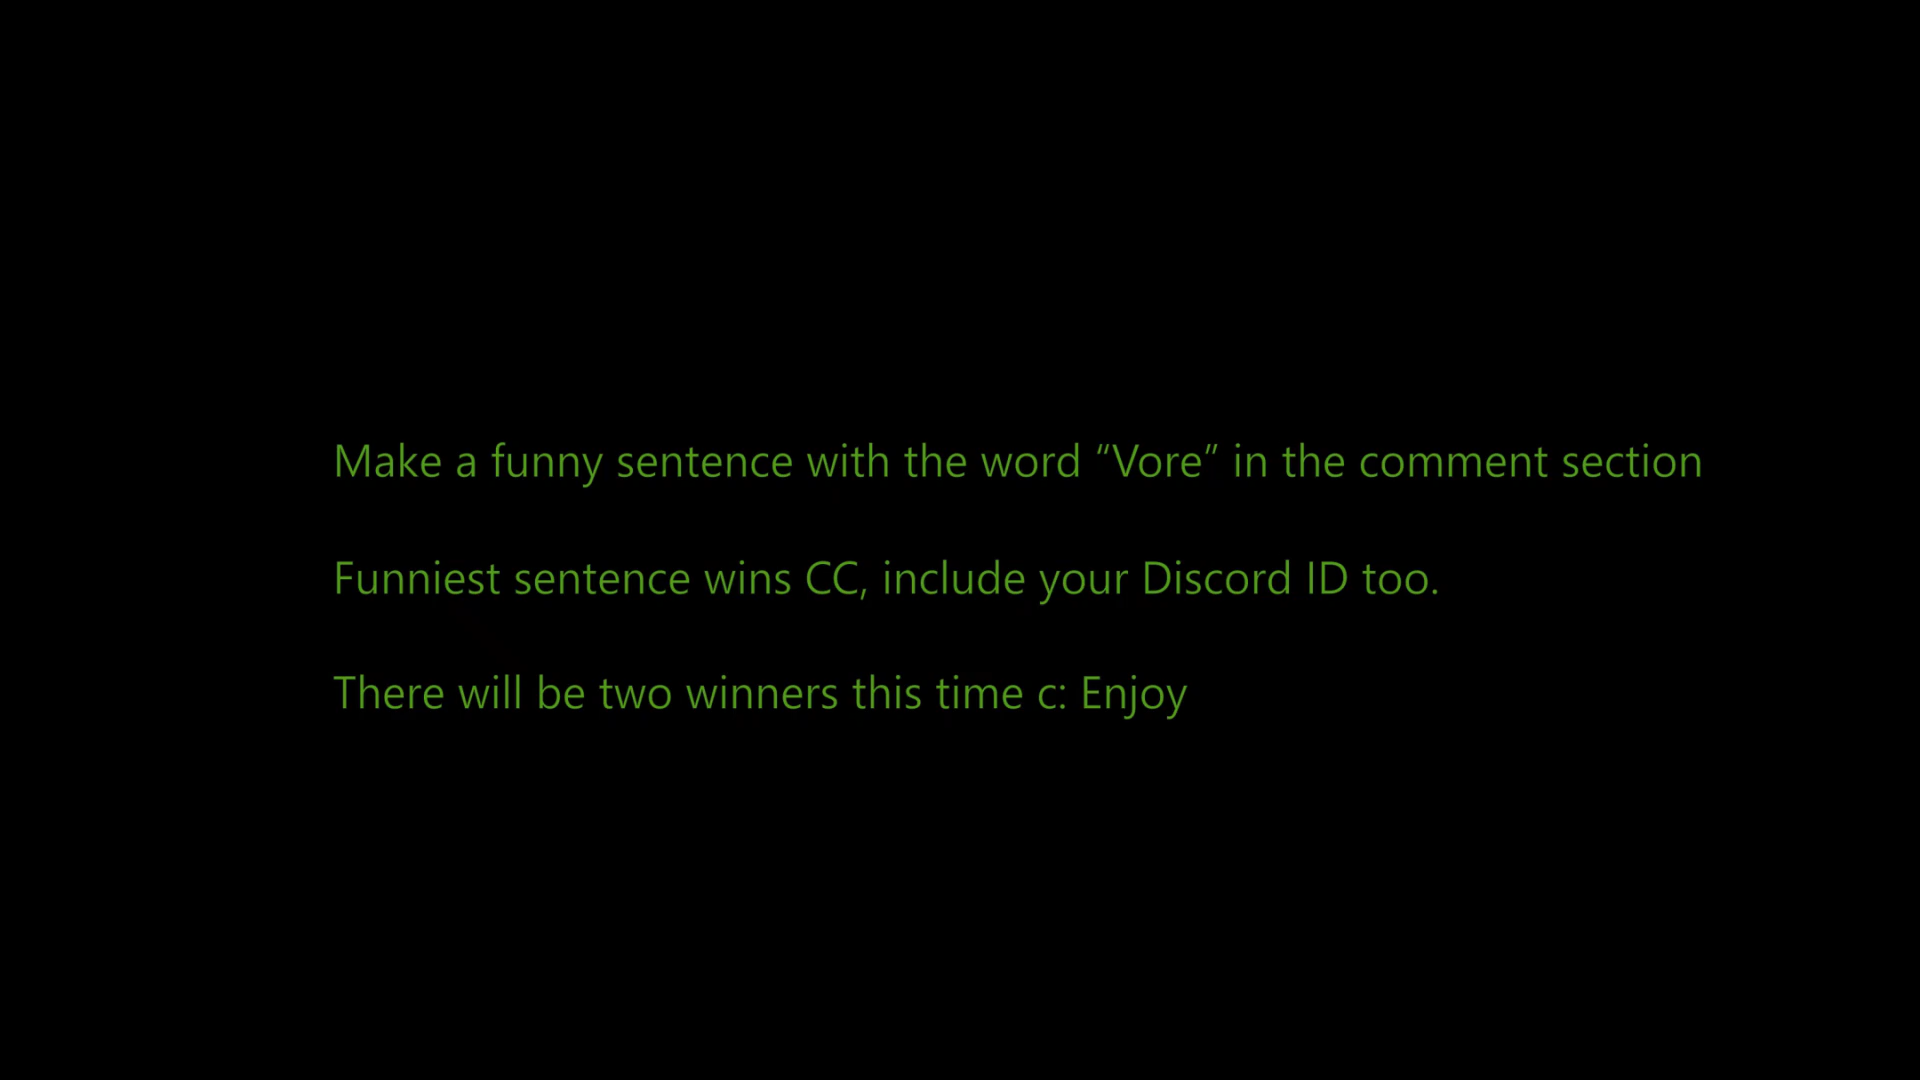 Make a funny sentence with the word “Vore” in the comment section
Funniest sentence wins CC, include your Discord ID too.
There will be two winners this time c: Enjoy